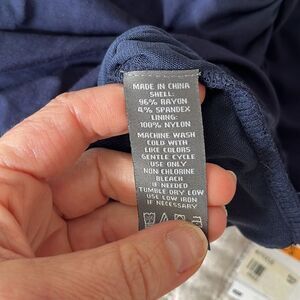 MADE IN CHINA
SHELL:
96% RAYON
4% SPANDEX
LINING:
100% NYLON
MACHINE WASH
COLD WITH
LIKE COLORS
GENTLE CYCLE
USE ONLY
NON CHLORINE
BLEACH
IF NEEDED
TUMBLE DRY LOW
USE LOW IRON
IF NECESSARY